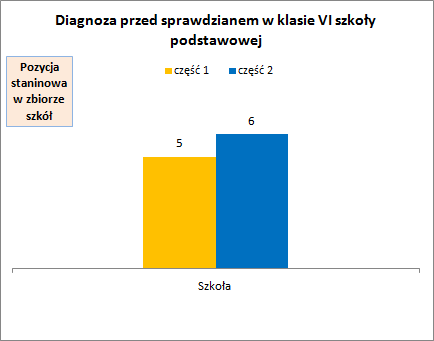 Diagnoza przed sprawdzianem w klasie VI szkoły
podstawowej
Pozycja
staninowa
w zbiorze
szkół
część 1 część 2
5
6
Szkoła